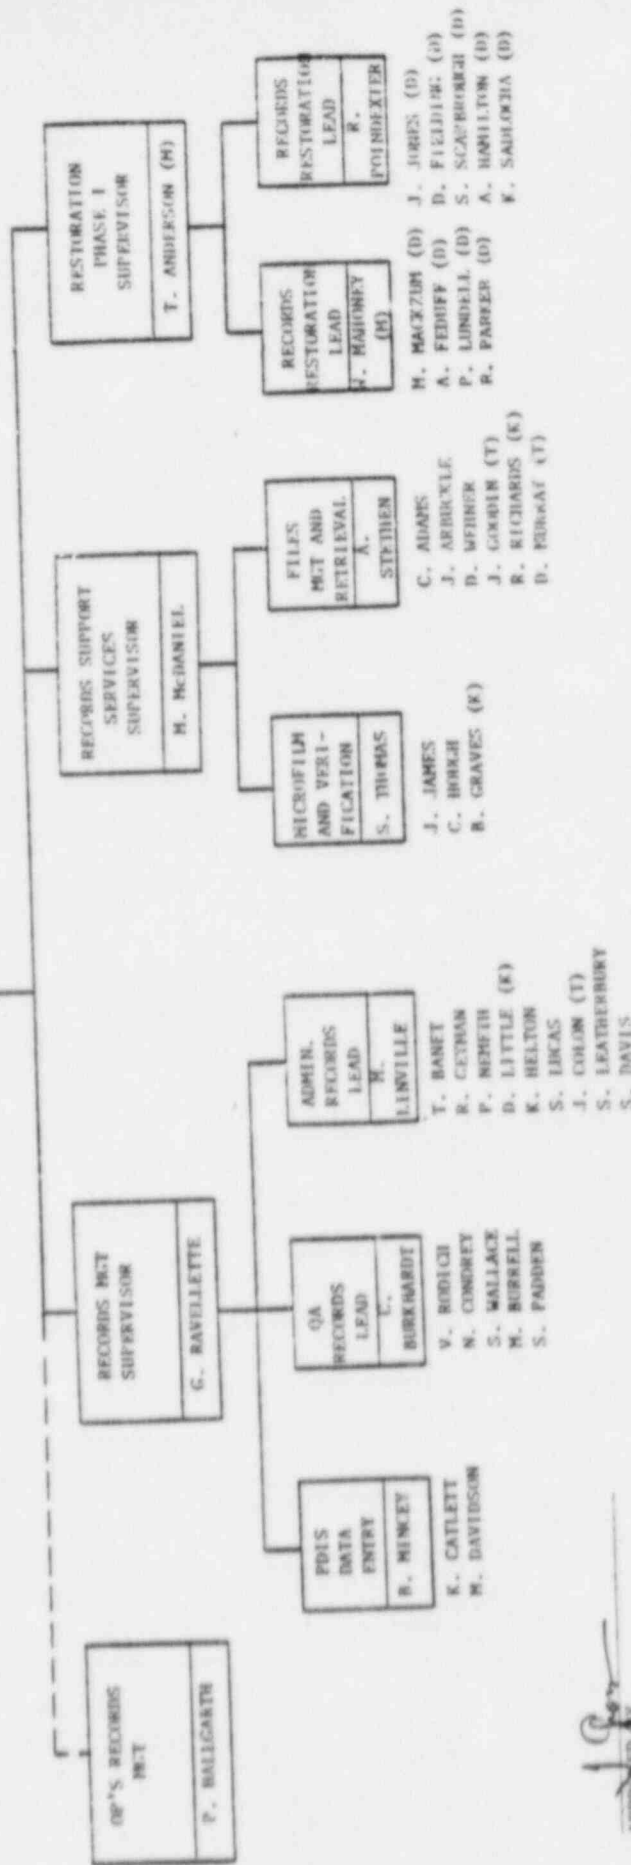 OP'S RECORDS
MGT
P. BALLGARTH
RECORDS MGT
SUPERVISOR
G. RAVELLETTE
RECORDS SUPPORT
SERVICES
SUPERVISOR
M. McDANIEL
RESTORATION
PHASE I
SUPERVISOR
T. ANDERSON (M)
PDIS
DATA
ENTRY
B. MINCEY
K. CATLETT
M. DAVIDSON
QA
RECORDS
LEAD
C.
BURKHARDT
V. RODICH
N. CONDREY
S. WALLACE
M. BURRELL
S. PADDEN
ADMIN.
RECORDS
LEAD
M.
LINVILLE
T. BANET
R. CETHAN
P. NEMETH
D. LITTLE (K)
K. HELTON
S. LUCAS
J. COLON (T)
S. LEATHERBURY
S. DAVIS
MICROFILM
AND VERI-
FICATION
S. THOMAS
J. JAMES
C. HOUGH
B. GRAVES (K)
FILES
MGT AND
RETRIEVAL
A.
STETHEN
C. ADAMS
J. ARBUCKLE
D. WEHNER
J. GOODIN (T)
R. RICHARDS (K)
D. MURRAY (T)
RECORDS
RESTORATION
LEAD
W. MAHONEY
(M)
M. MACKZUM (D)
A. FEDUFF (D)
P. LUNDELL (D)
R. PARKER (D)
RECORDS
RESTORATION
LEAD
R.
POINDEXTER
J. JONES (D)
D. FIELDING (D)
S. SCARBROUGH (D)
A. HAMILTON (D)
K. SADLOCHA (D)